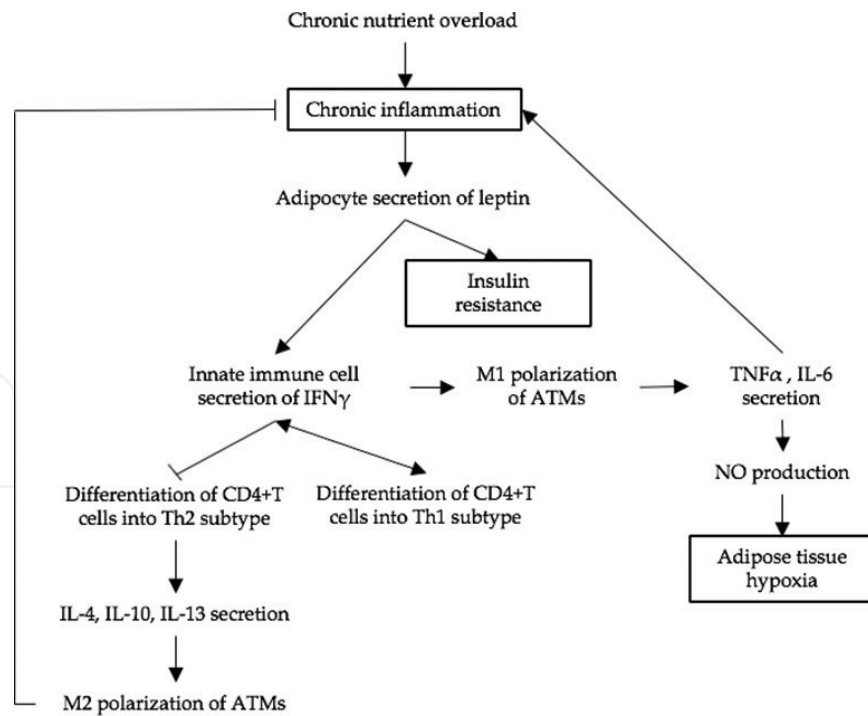 Chronic nutrient overload
Chronic inflammation
Adipocyte secretion of leptin
Insulin
resistance
Innate immune cell
secretion of IFNγ
M1 polarization
of ATMs
TNFα , IL-6
secretion
NO production
Adipose tissue
hypoxia
Differentiation of CD4+T
cells into Th2 subtype
Differentiation of CD4+T
cells into Th1 subtype
IL-4, IL-10, IL-13 secretion
M2 polarization of ATMs